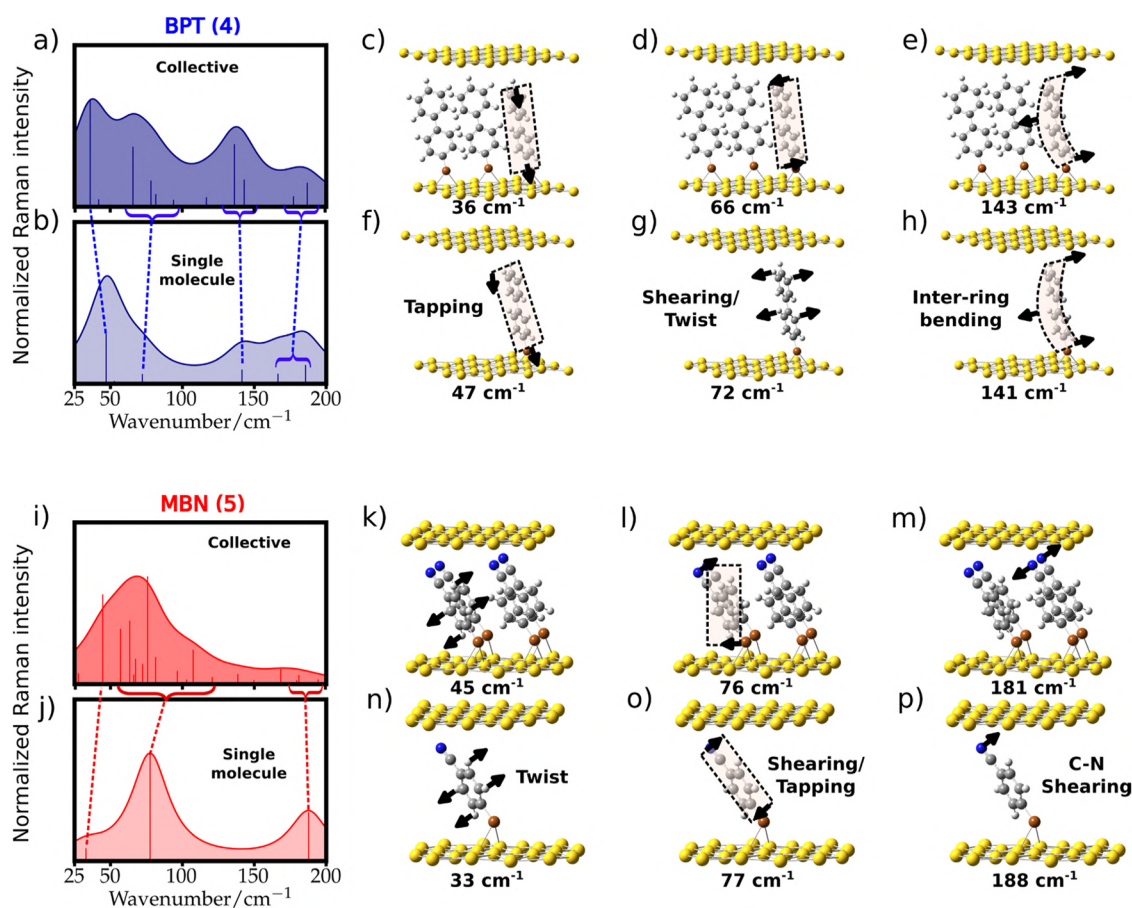 BPT (4)
a)
Collective
b)
Single
molecule
Normalized Raman intensity
25 50 100 150 200
Wavenumber/cm⁻¹
c)
36 cm⁻¹
d)
66 cm⁻¹
e)
143 cm⁻¹
f)
Tapping
47 cm⁻¹
g)
Shearing/
Twist
72 cm⁻¹
h)
Inter-ring
bending
141 cm⁻¹
MBN (5)
i)
Collective
j)
Single
molecule
Normalized Raman intensity
25 50 100 150 200
Wavenumber/cm⁻¹
k)
45 cm⁻¹
l)
76 cm⁻¹
m)
181 cm⁻¹
n)
Twist
33 cm⁻¹
o)
Shearing/
Tapping
77 cm⁻¹
p)
C-N
Shearing
188 cm⁻¹